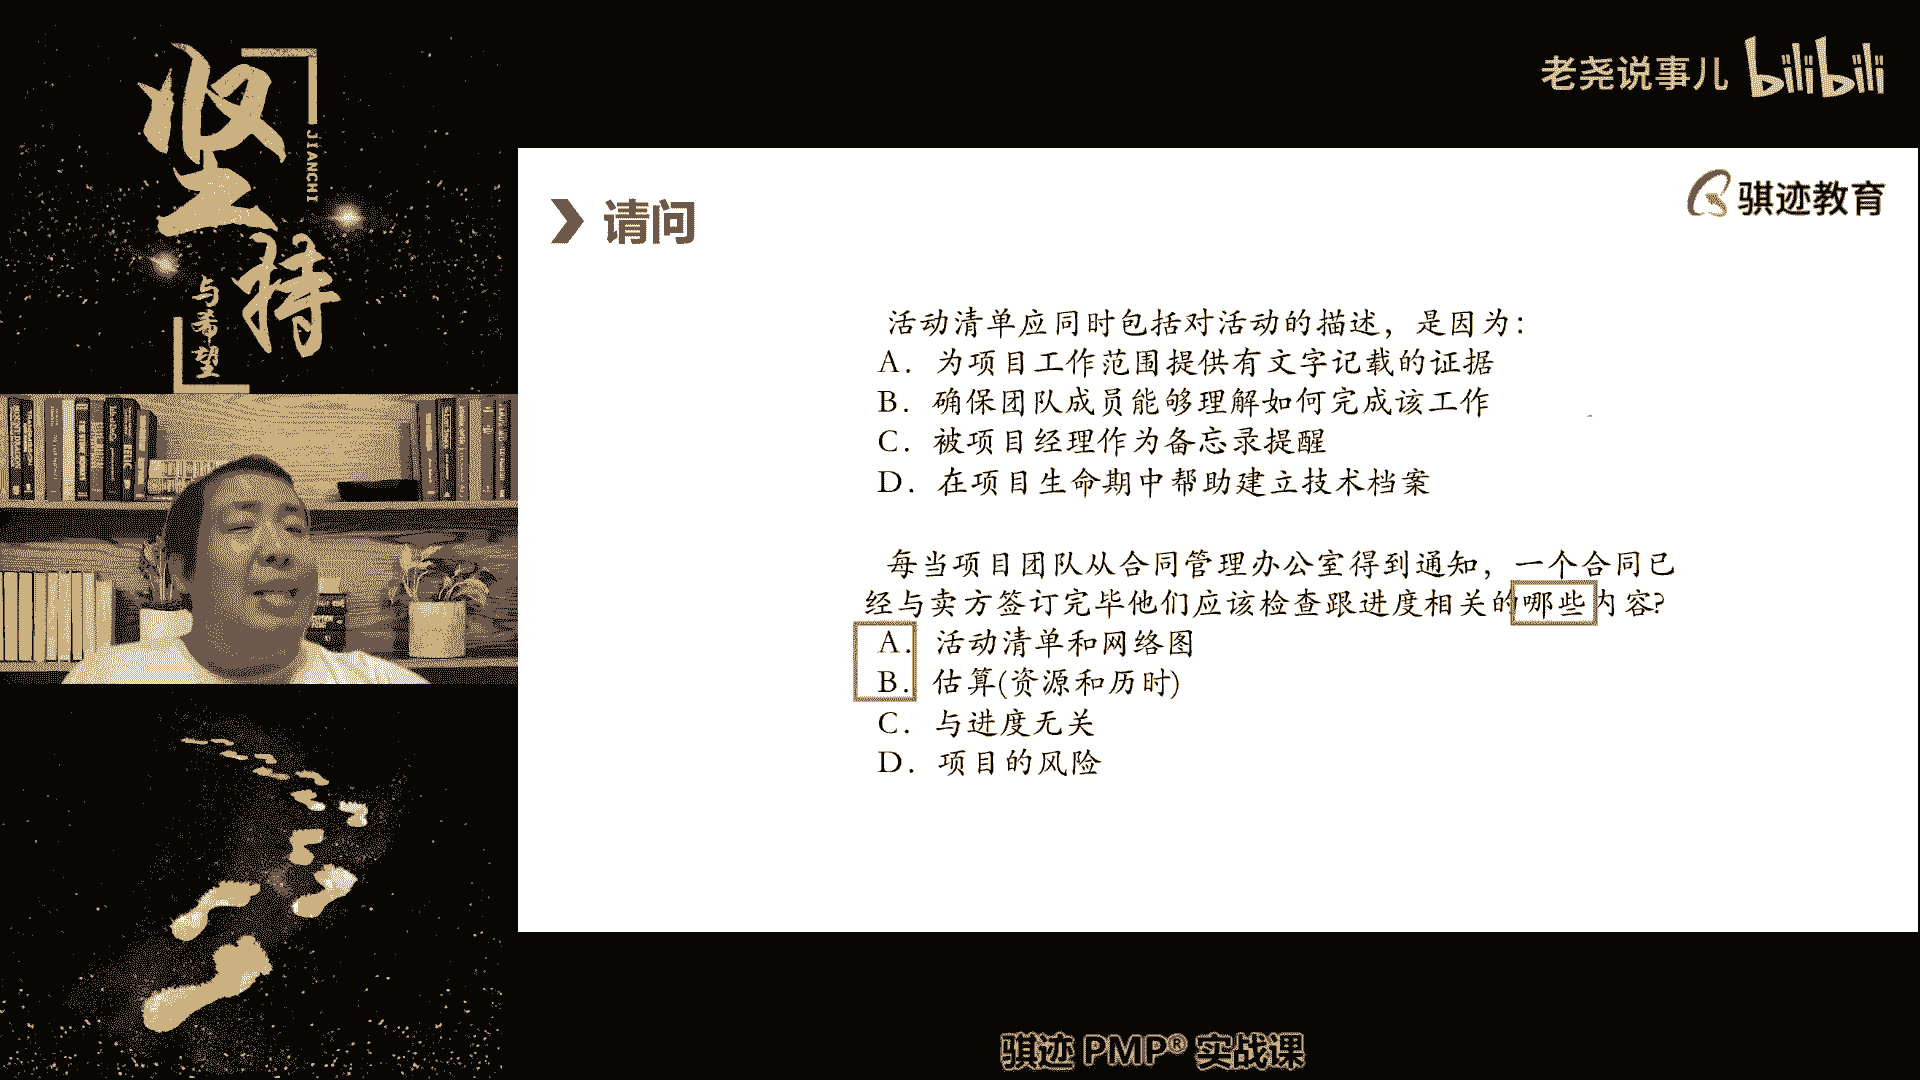 坚持
JIANCHI
与希望
老尧说事儿 bilibili
骐迹教育
请问
活动清单应同时包括对活动的描述，是因为：
A. 为项目工作范围提供有文字记载的证据
B. 确保团队成员能够理解如何完成该工作
C. 被项目经理作为备忘录提醒
D. 在项目生命期中帮助建立技术档案
每当项目团队从合同管理办公室得到通知，一个合同已
经与卖方签订完毕他们应该检查跟进度相关的哪些内容?
A. 活动清单和网络图
B. 估算(资源和历时)
C. 与进度无关
D. 项目的风险
骐迹 PMP® 实战课